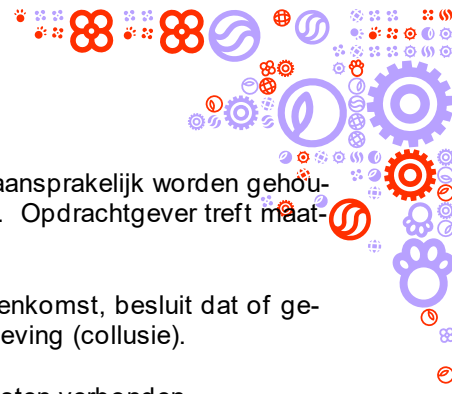 aansprakelijk worden gehou-
. Opdrachtgever treft maat-
enkomst, besluit dat of ge-
eving (collusie).